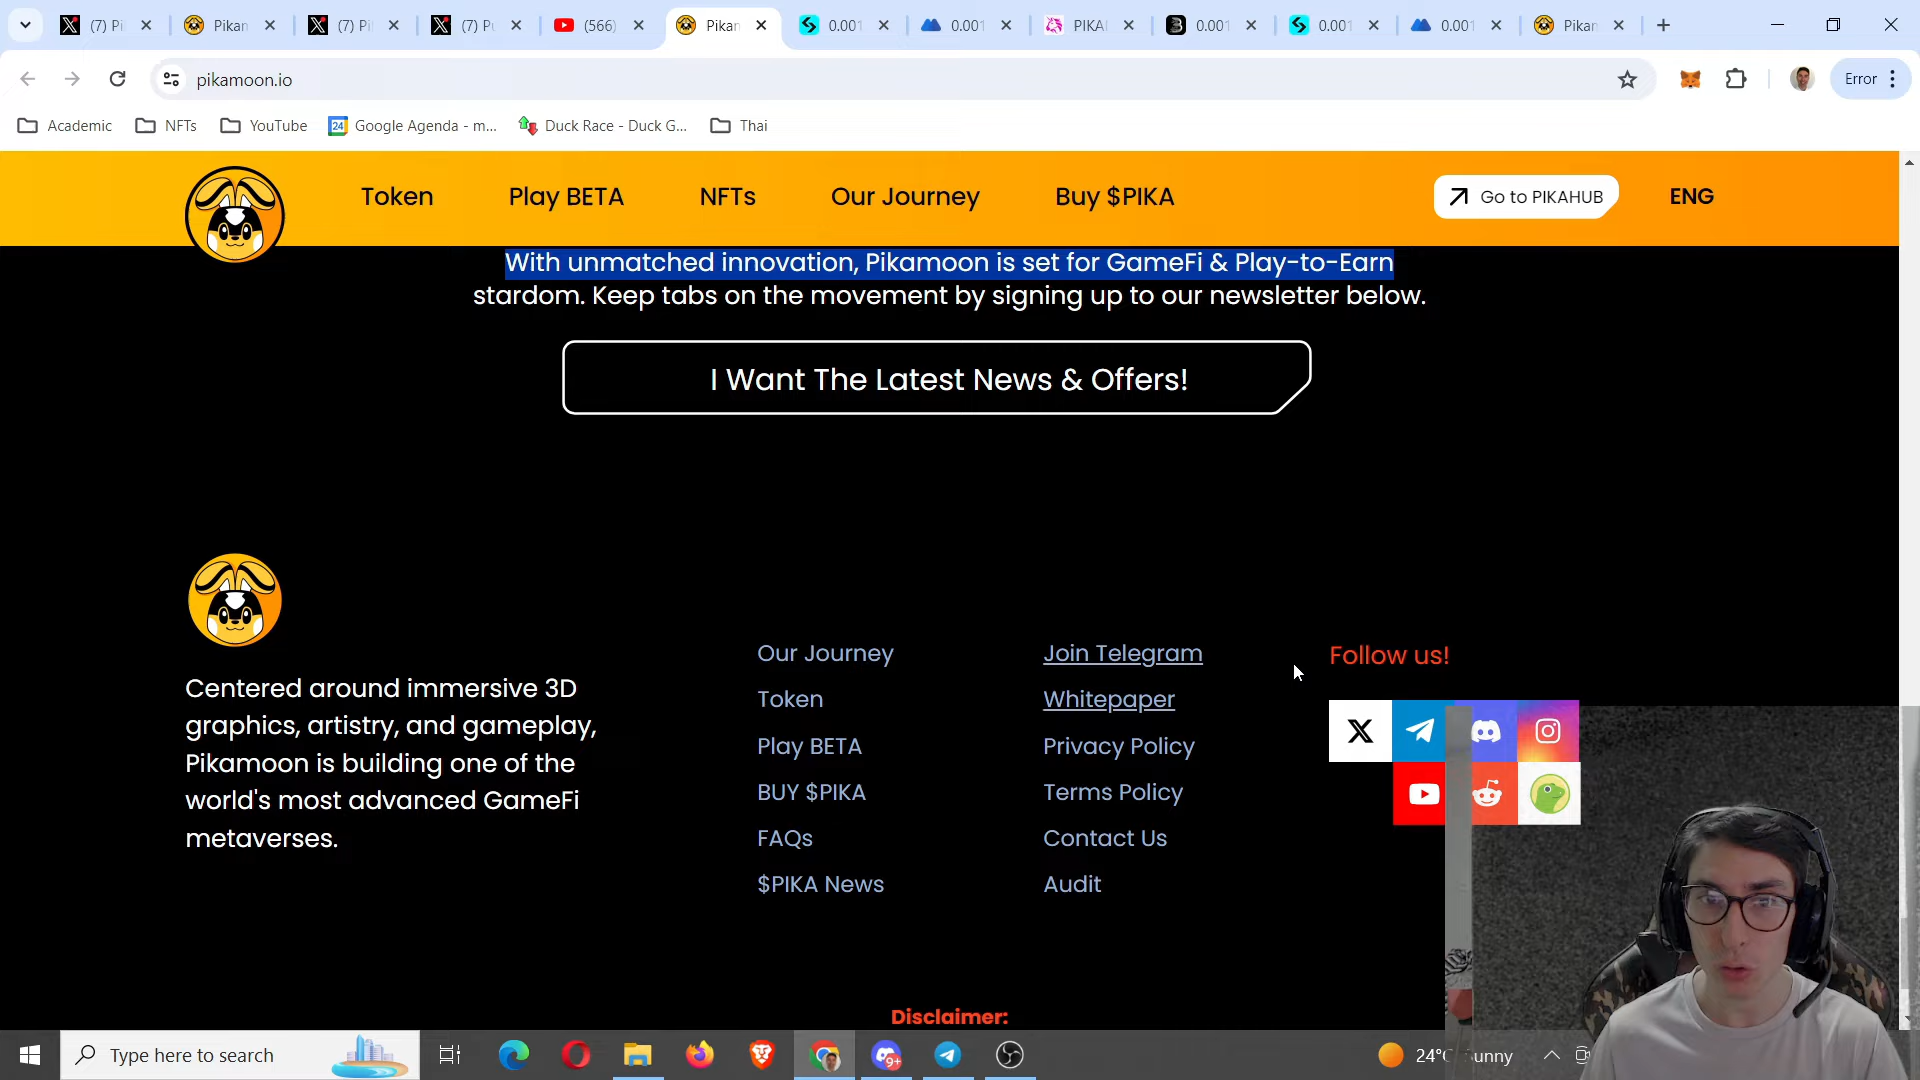 (7) Pi
Pikan
(7) Pi
(7) Pu
(566)
Pikan
0.001
0.001
PIKA
0.001
0.001
0.001
Pikan
pikamoon.io
Error
Academic
NFTs
YouTube
24
Google Agenda - m...
Duck Race - Duck G...
Thai
Token
Play BETA
NFTs
Our Journey
Buy $PIKA
Go to PIKAHUB
ENG
With unmatched innovation, Pikamoon is set for GameFi & Play-to-Earn
stardom. Keep tabs on the movement by signing up to our newsletter below.
I Want The Latest News & Offers!
Centered around immersive 3D
graphics, artistry, and gameplay,
Pikamoon is building one of the
world's most advanced GameFi
metaverses.
Our Journey
Token
Play BETA
BUY $PIKA
FAQs
$PIKA News
Join Telegram
Whitepaper
Privacy Policy
Terms Policy
Contact Us
Audit
Follow us!
Disclaimer:
Type here to search
9+
24°C Sunny